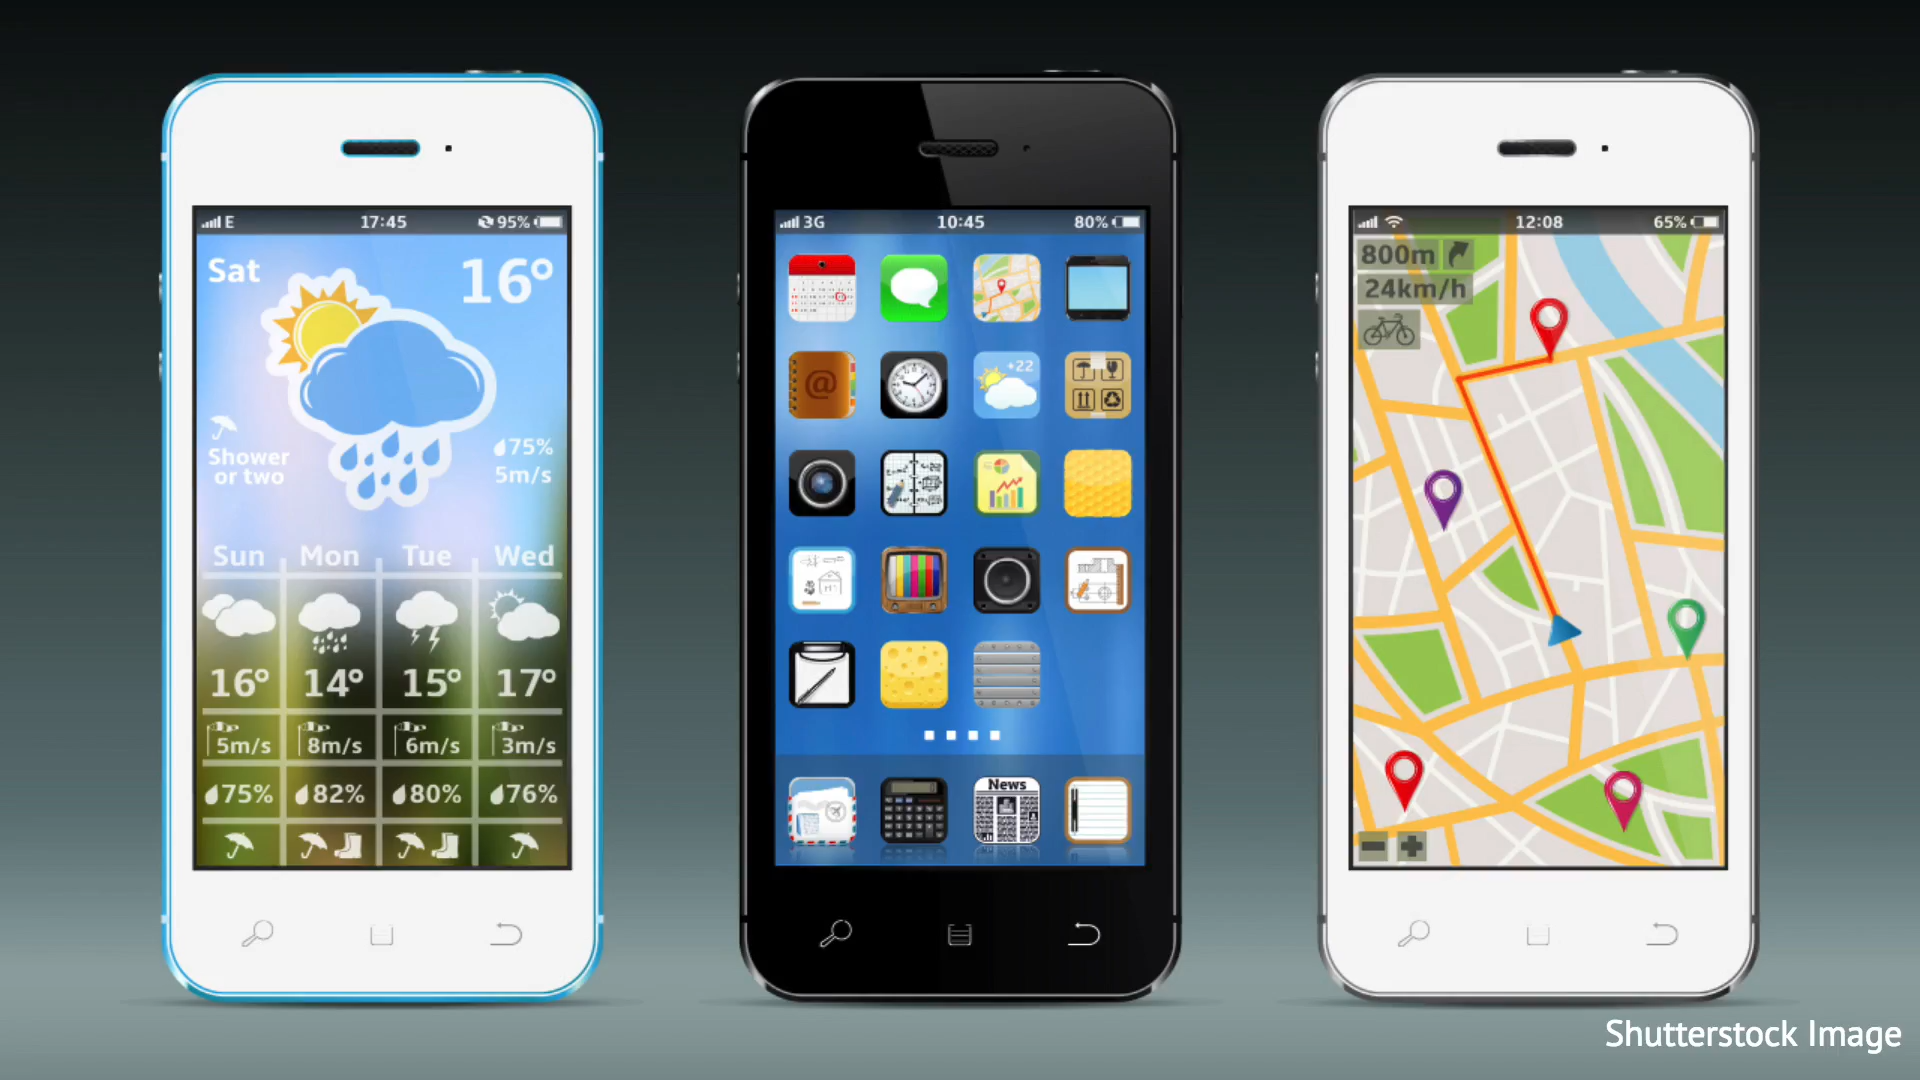 E 17:45 95%
Sat 16°
Shower
or two
75%
5m/s
Sun Mon Tue Wed
16° 14° 15° 17°
5m/s 8m/s 6m/s 3m/s
75% 82% 80% 76%
3G 10:45 80%
@
+22
News
12:08 65%
800m
24km/h
Shutterstock Image